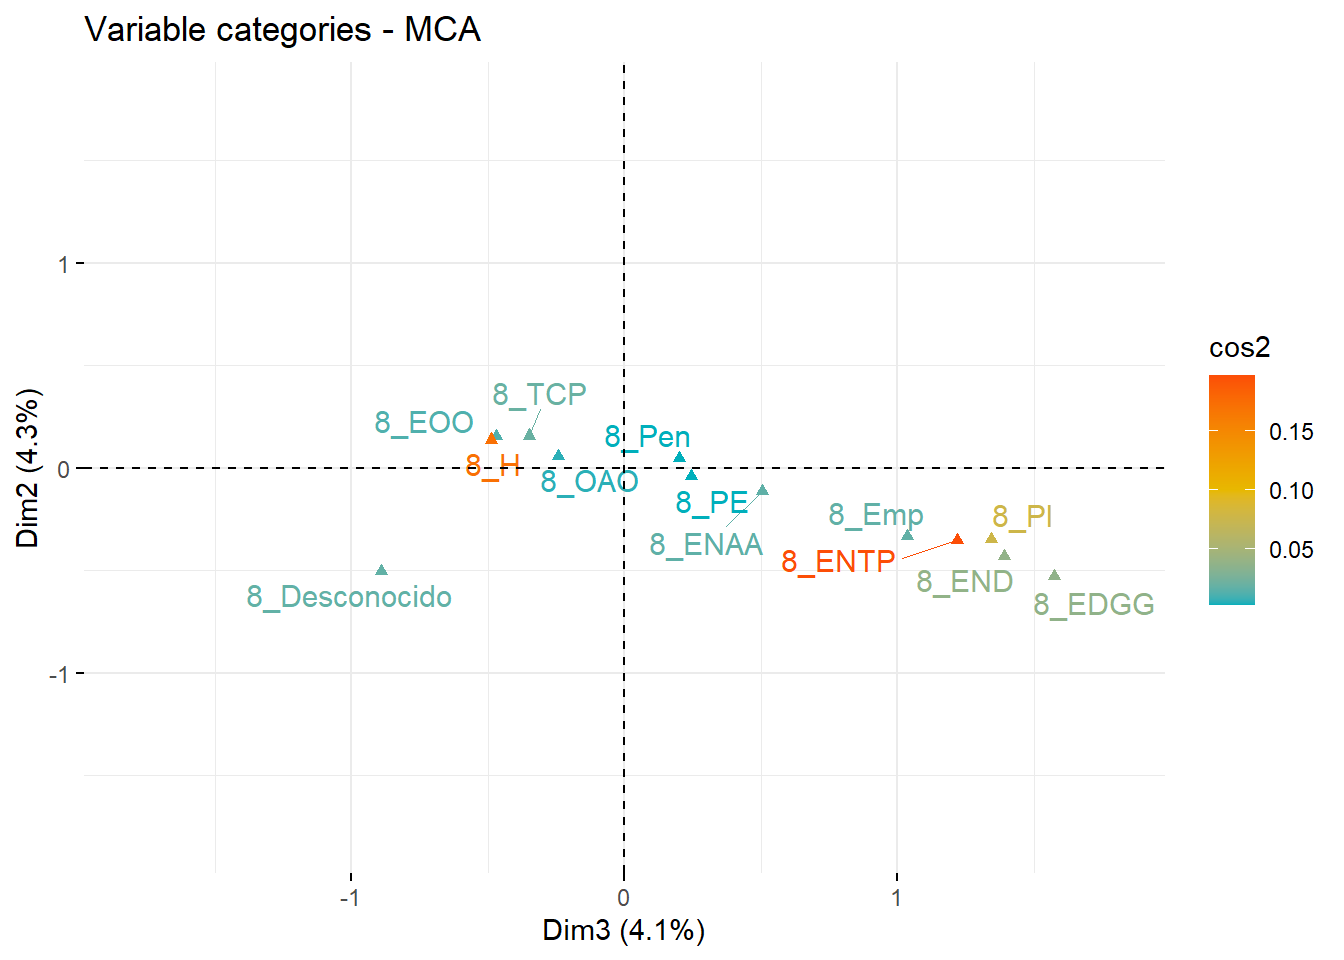 Variable categories - MCA
Dim2 (4.3%)
1
0
-1
8_TCP
8_EOO
8_Pen
8_H
8_OAO
8_PE
8_Emp
8_PI
8_ENAA
8_ENTP
8_END
8_Desconocido
8_EDGG
-1
0
1
Dim3 (4.1%)
cos2
0.15
0.10
0.05